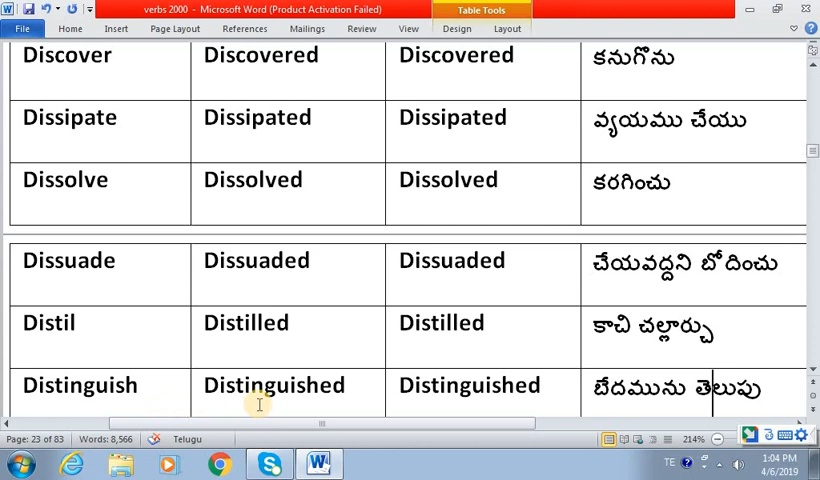 verbs 2000 - Microsoft Word (Product Activation Failed)
Table Tools
File Home Insert Page Layout References Mailings Review View Design Layout
Discover Discovered Discovered కనుగొను
Dissipate Dissipated Dissipated వ్యయము చేయు
Dissolve Dissolved Dissolved కరగించు
Dissuade Dissuaded Dissuaded చేయవద్దని బోదించు
Distil Distilled Distilled కాచి చల్లార్చు
Distinguish Distinguished Distinguished బేదమును తెలుపు
Page: 23 of 83 Words: 8,566 Telugu 214%
TE 1:04 PM
4/6/2019